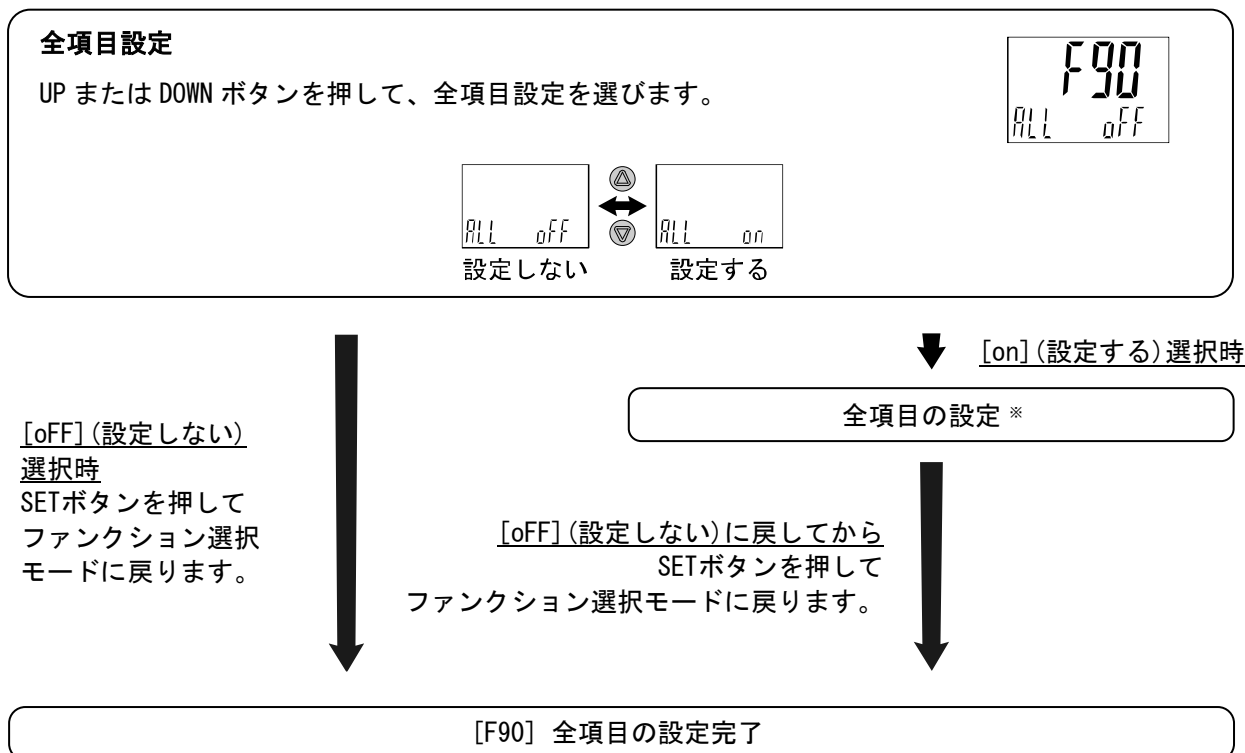 全項目設定
F90
UP または DOWN ボタンを押して、全項目設定を選びます。
ALL oFF
ALL oFF
ALL on
設定しない
設定する
[on](設定する)選択時
全項目の設定 ※
[oFF](設定しない)
選択時
SETボタンを押して
ファンクション選択
モードに戻ります。
[oFF](設定しない)に戻してから
SETボタンを押して
ファンクション選択モードに戻ります。
[F90] 全項目の設定完了